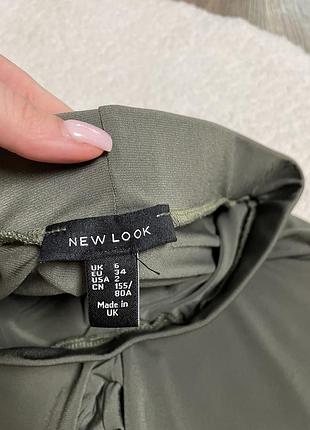 NEW LOOK
UK 6
EU 34
USA 2
CN 155/
80A
Made in
UK